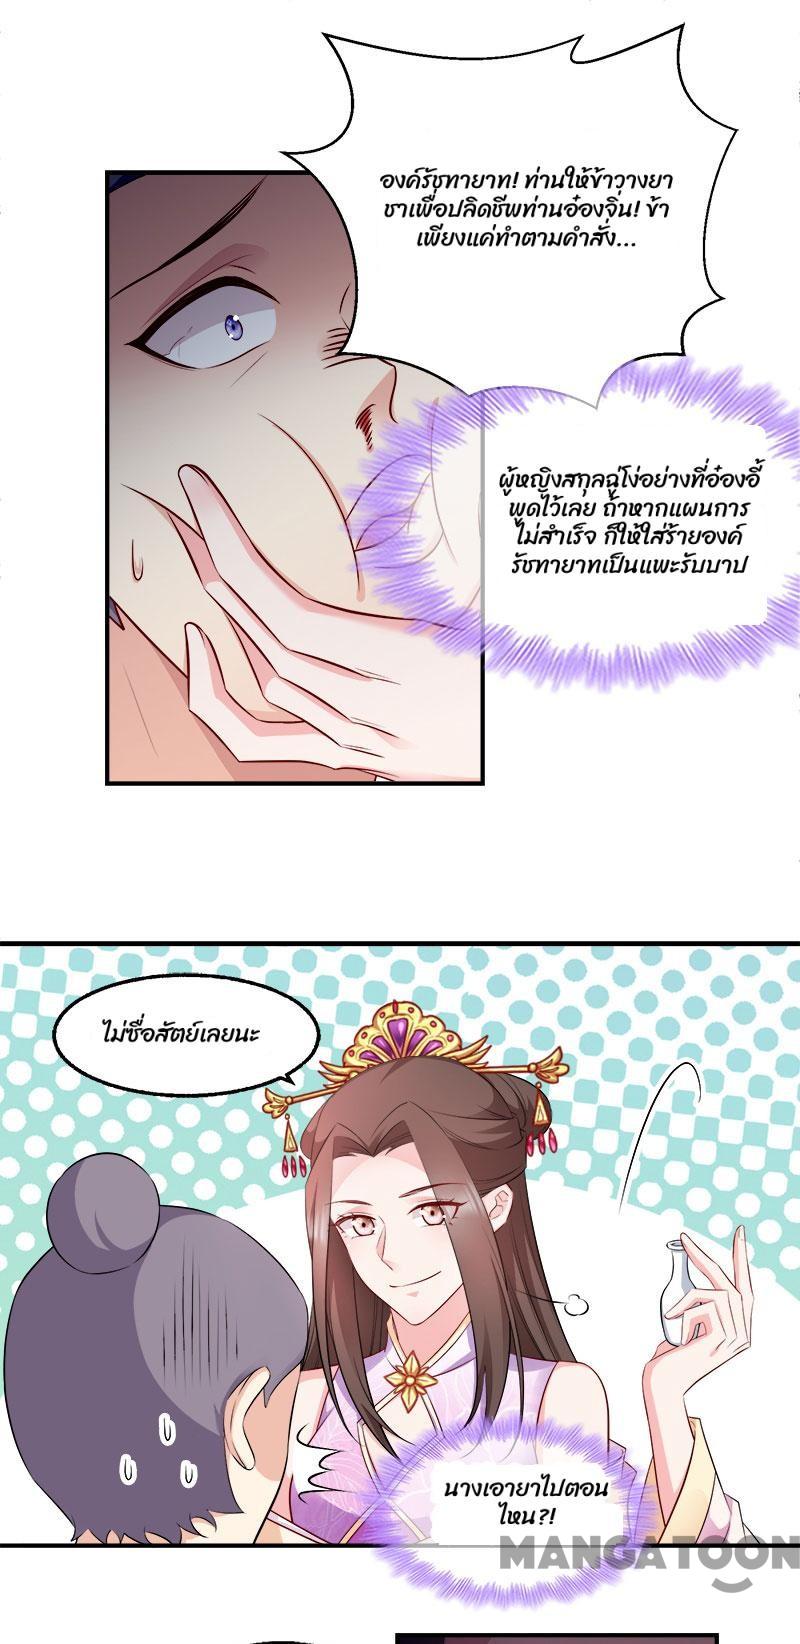 องค์รัชทายาท! ท่านให้ข้าวางยา
ชาเพื่อปลิดชีพท่านอ๋องจิ่น! ข้า
เพียงแค่ทำตามคำสั่ง...
ผู้หญิงสกุลฉู่โง่อย่างที่อ๋องอี้
พูดไว้เลย ถ้าหากแผนการ
ไม่สำเร็จ ก็ให้ใส่ร้ายองค์
รัชทายาทเป็นแพะรับบาป
ไม่ซื่อสัตย์เลยนะ
นางเอายาไปตอน
ไหน?!
MANGATOON